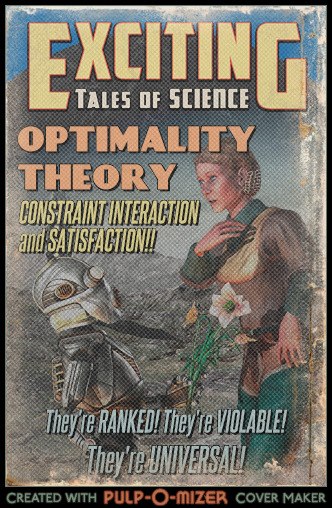 EXCITING
TALES OF SCIENCE
OPTIMALITY
THEORY
CONSTRAINT INTERACTION
and SATISFACTION!!
They're RANKED! They're VIOLABLE!
They're UNIVERSAL!
CREATED WITH PULP-O-MIZER COVER MAKER